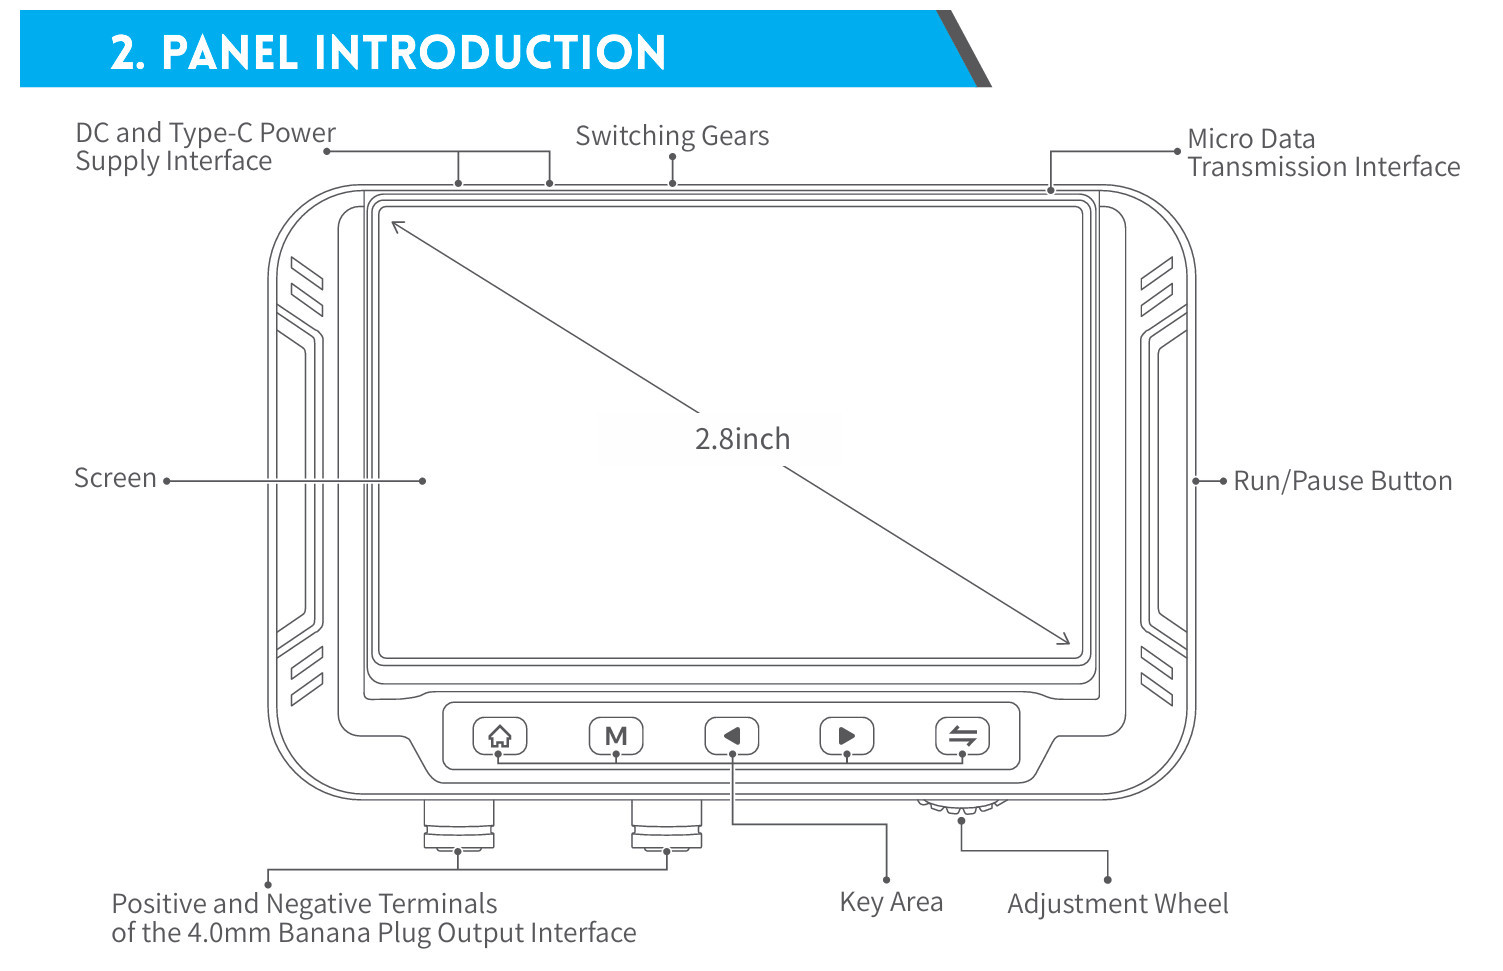 2. PANEL INTRODUCTION
DC and Type-C Power
Supply Interface
Switching Gears
Micro Data
Transmission Interface
2.8inch
Screen
Run/Pause Button
M
Positive and Negative Terminals
of the 4.0mm Banana Plug Output Interface
Key Area
Adjustment Wheel